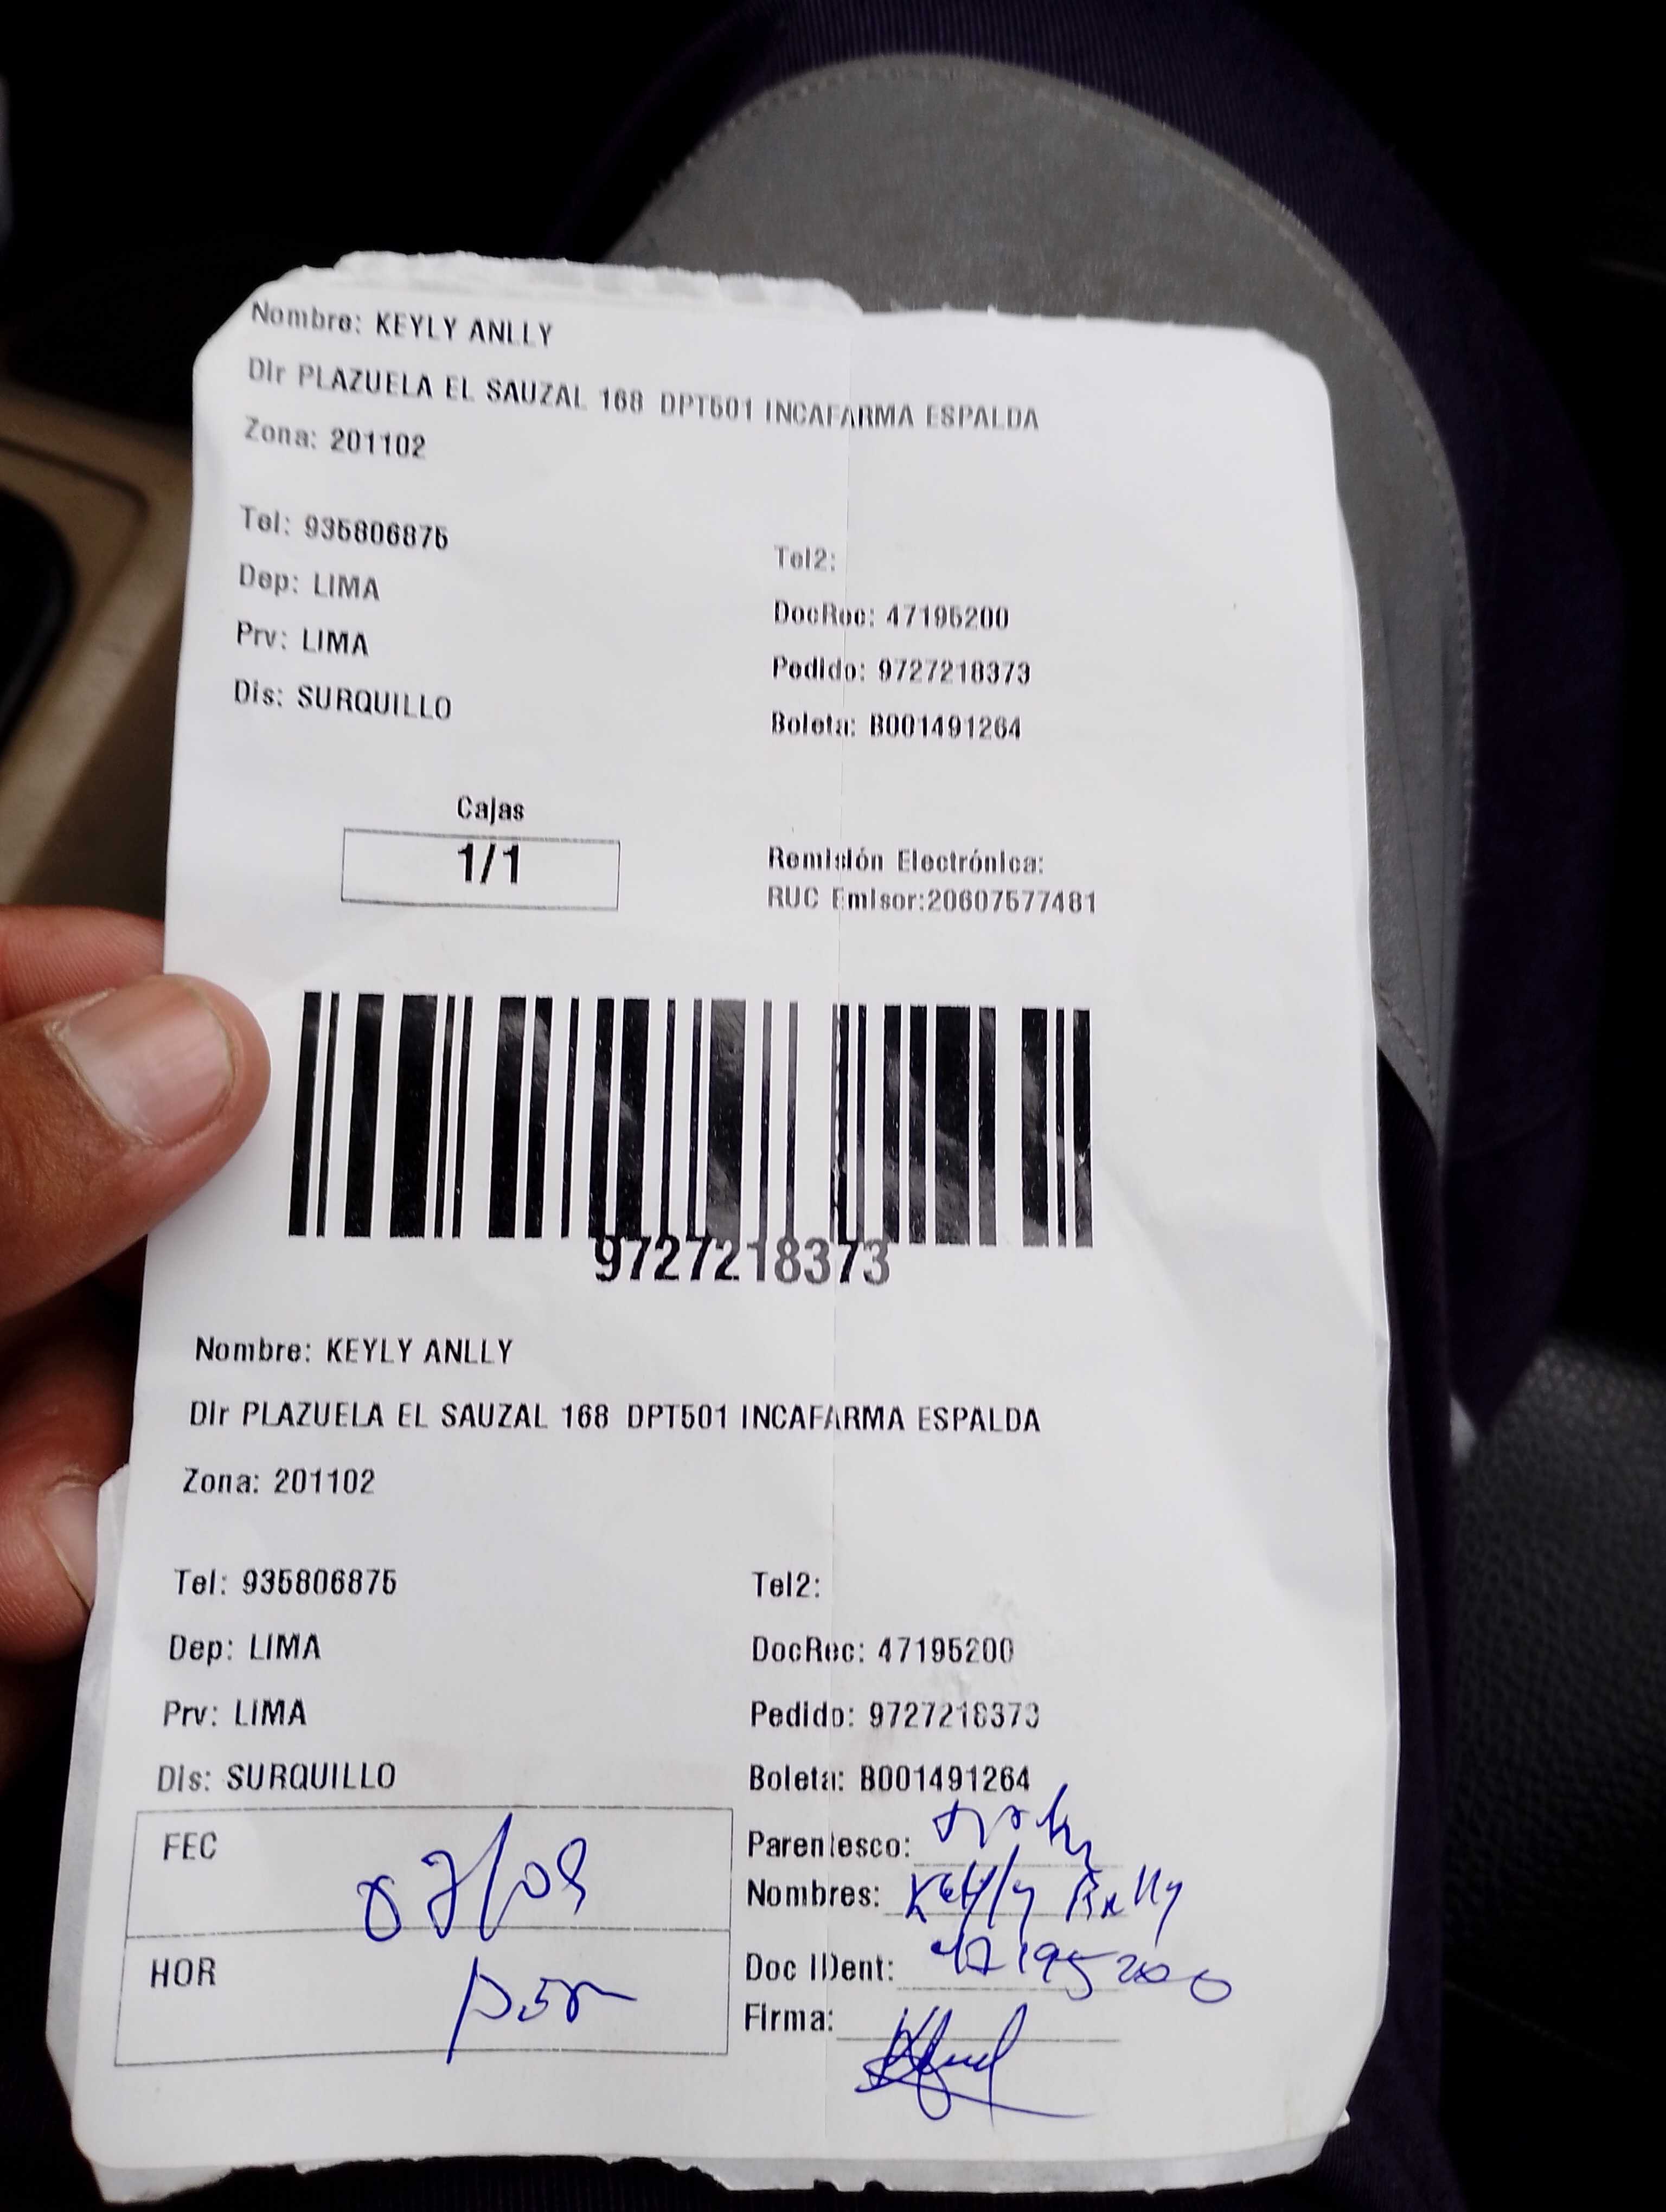 Nombre: KEYLY ANLLY
Dir PLAZUELA EL SAUZAL 168 DPT501 INCAFARMA ESPALDA
Zona: 201102
Tel: 935806875
Tel2:
Dep: LIMA
DocRec: 47195200
Prv: LIMA
Pedido: 9727218373
Dis: SURQUILLO
Boleta: B001491264
Cajas
1/1
Remisión Electrónica:
RUC Emisor:20607577481
9727218373
Nombre: KEYLY ANLLY
Dir PLAZUELA EL SAUZAL 168 DPT501 INCAFARMA ESPALDA
Zona: 201102
Tel: 935806875
Tel2:
Dep: LIMA
DocRec: 47195200
Prv: LIMA
Pedido: 9727218373
Dis: SURQUILLO
Boleta: B001491264
FEC
Parentesco:
Nombres:
HOR
Doc IDent: 47195200
Firma: